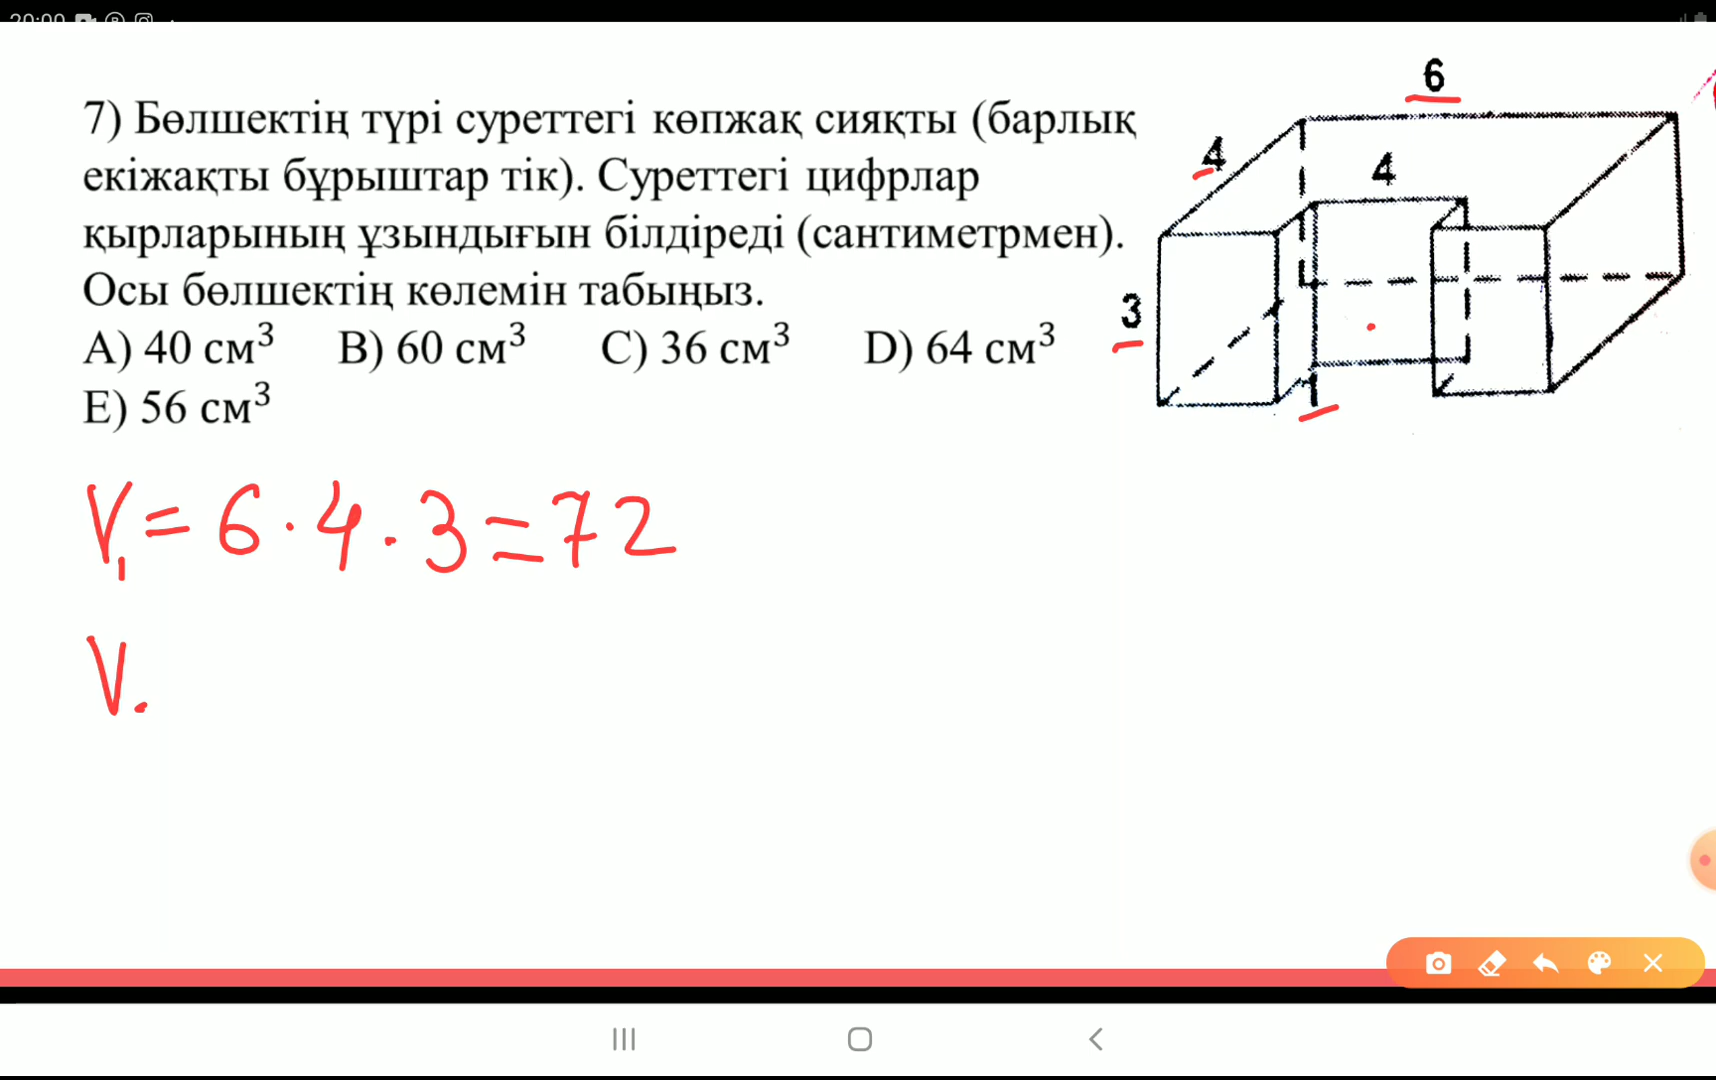 20:00
7) Бөлшектің түрі суреттегі көпжақ сияқты (барлық
екіжақты бұрыштар тік). Суреттегі цифрлар
қырларының ұзындығын білдіреді (сантиметрмен).
Осы бөлшектің көлемін табыңыз.
A) 40 см³ B) 60 см³ C) 36 см³ D) 64 см³
E) 56 см³
6
4
4
3
1
V₁ = 6 · 4 · 3 = 72
V.